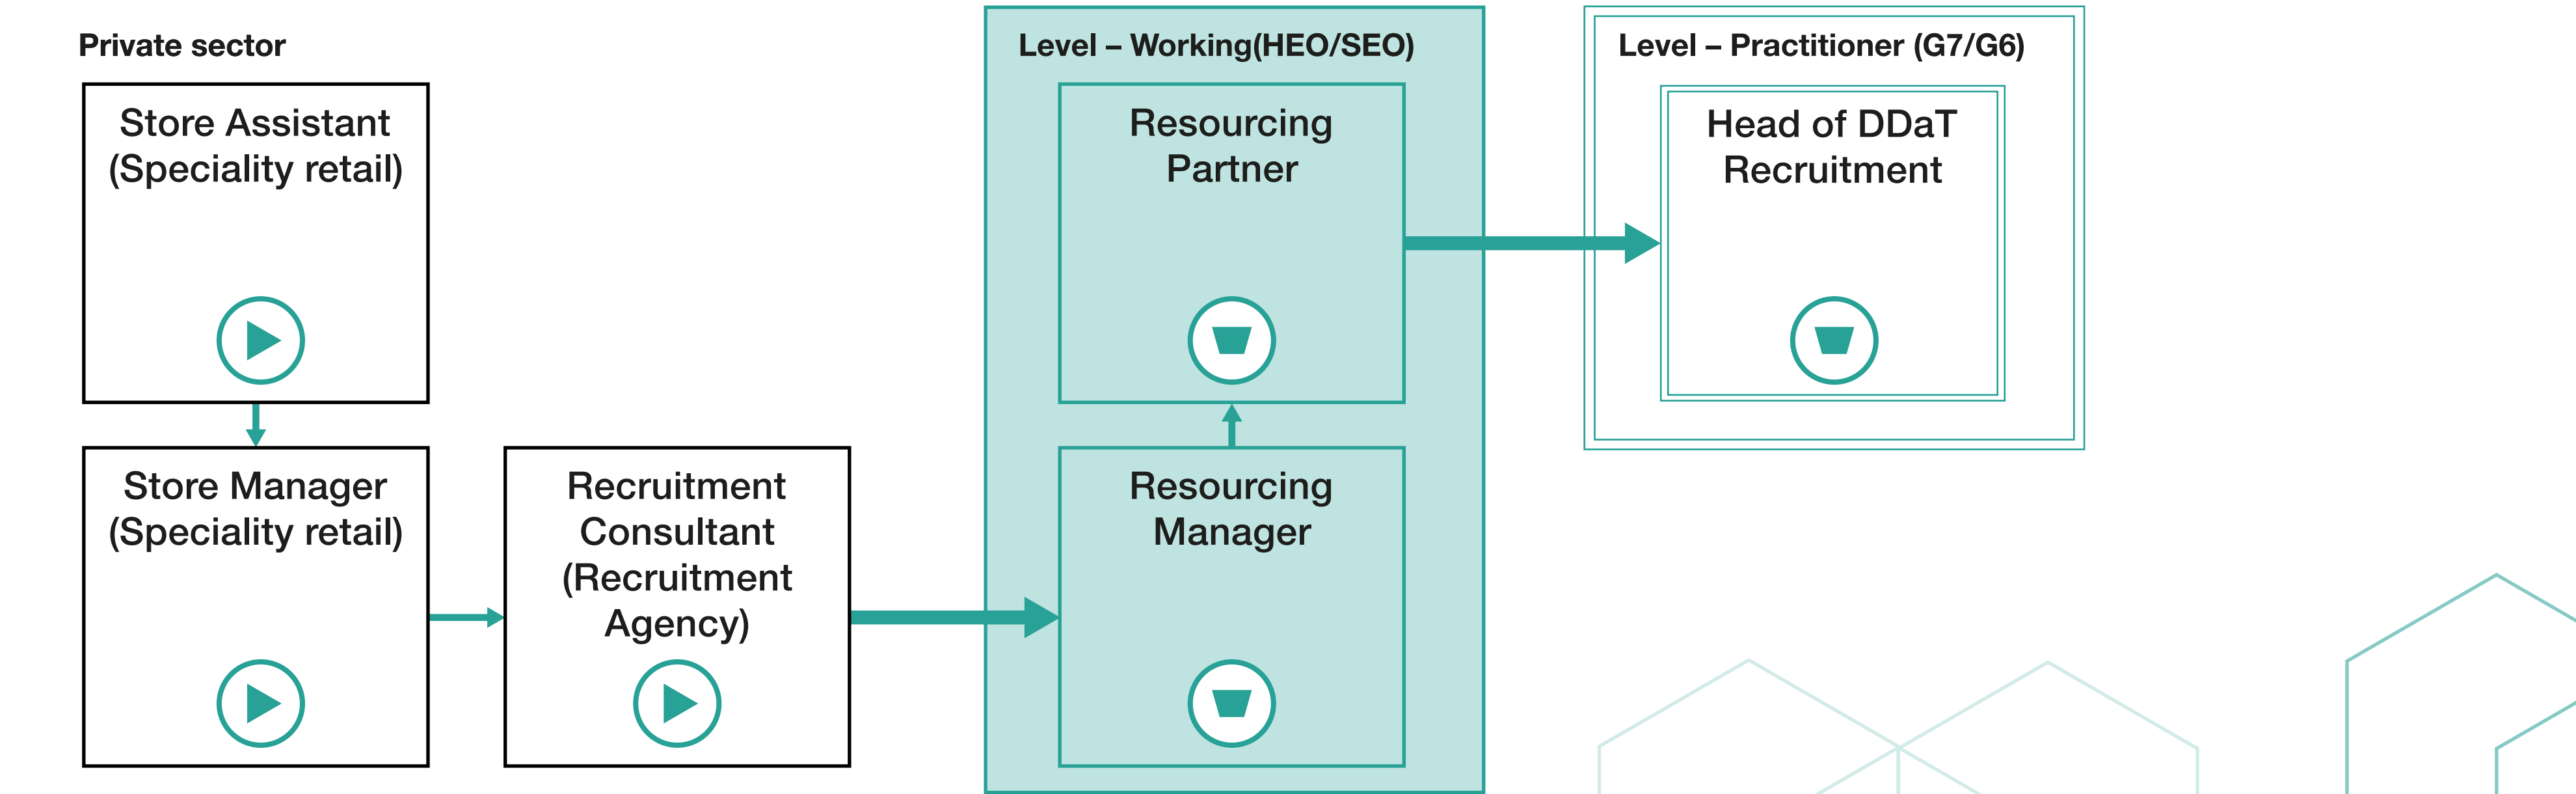 Private sector
Store Assistant
(Speciality retail)
Store Manager
(Speciality retail)
Recruitment
Consultant
(Recruitment
Agency)
Level – Working(HEO/SEO)
Resourcing
Partner
Resourcing
Manager
Level – Practitioner (G7/G6)
Head of DDaT
Recruitment